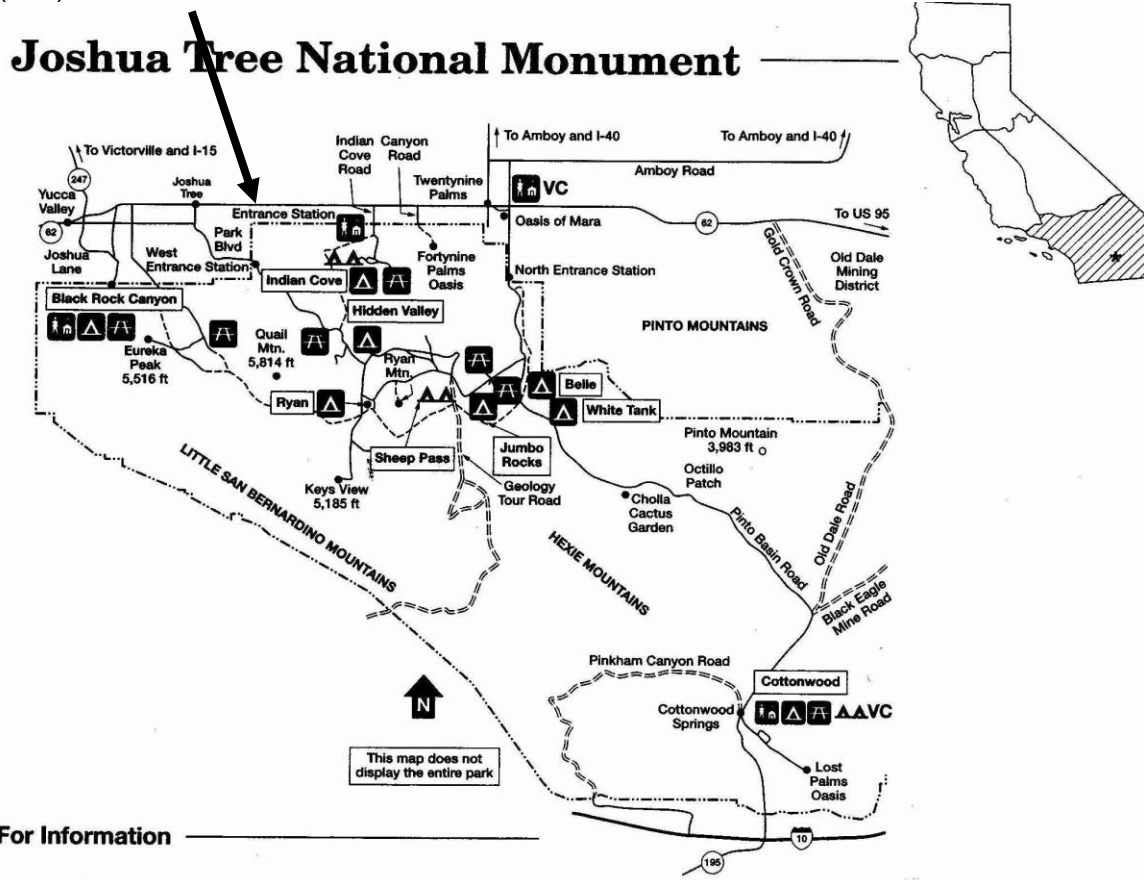 Joshua Tree National Monument
To Victorville and I-15
247
Yucca
Valley
62
Joshua
Lane
Joshua
Tree
Park
Blvd
West
Entrance Station
Entrance Station
Indian
Cove
Road
Canyon
Road
Twentynine
Palms
To Amboy and I-40
To Amboy and I-40
Amboy Road
VC
Oasis of Mara
62
To US 95
Fortynine
Palms
Oasis
North Entrance Station
Gold Crown Road
Old Dale
Mining
District
Black Rock Canyon
Indian Cove
Hidden Valley
PINTO MOUNTAINS
Eureka
Peak
5,516 ft
Quail
Mtn.
5,814 ft
Ryan
Mtn.
Ryan
Belle
White Tank
Sheep Pass
Jumbo
Rocks
Geology
Tour Road
Keys View
5,185 ft
Pinto Mountain
3,983 ft
Octillo
Patch
Cholla
Cactus
Garden
Pinto Basin Road
Old Dale Road
Black Eagle
Mine Road
LITTLE SAN BERNARDINO MOUNTAINS
HEXIE MOUNTAINS
Pinkham Canyon Road
Cottonwood
Cottonwood
Springs
VC
N
This map does not
display the entire park
Lost
Palms
Oasis
10
195
For Information